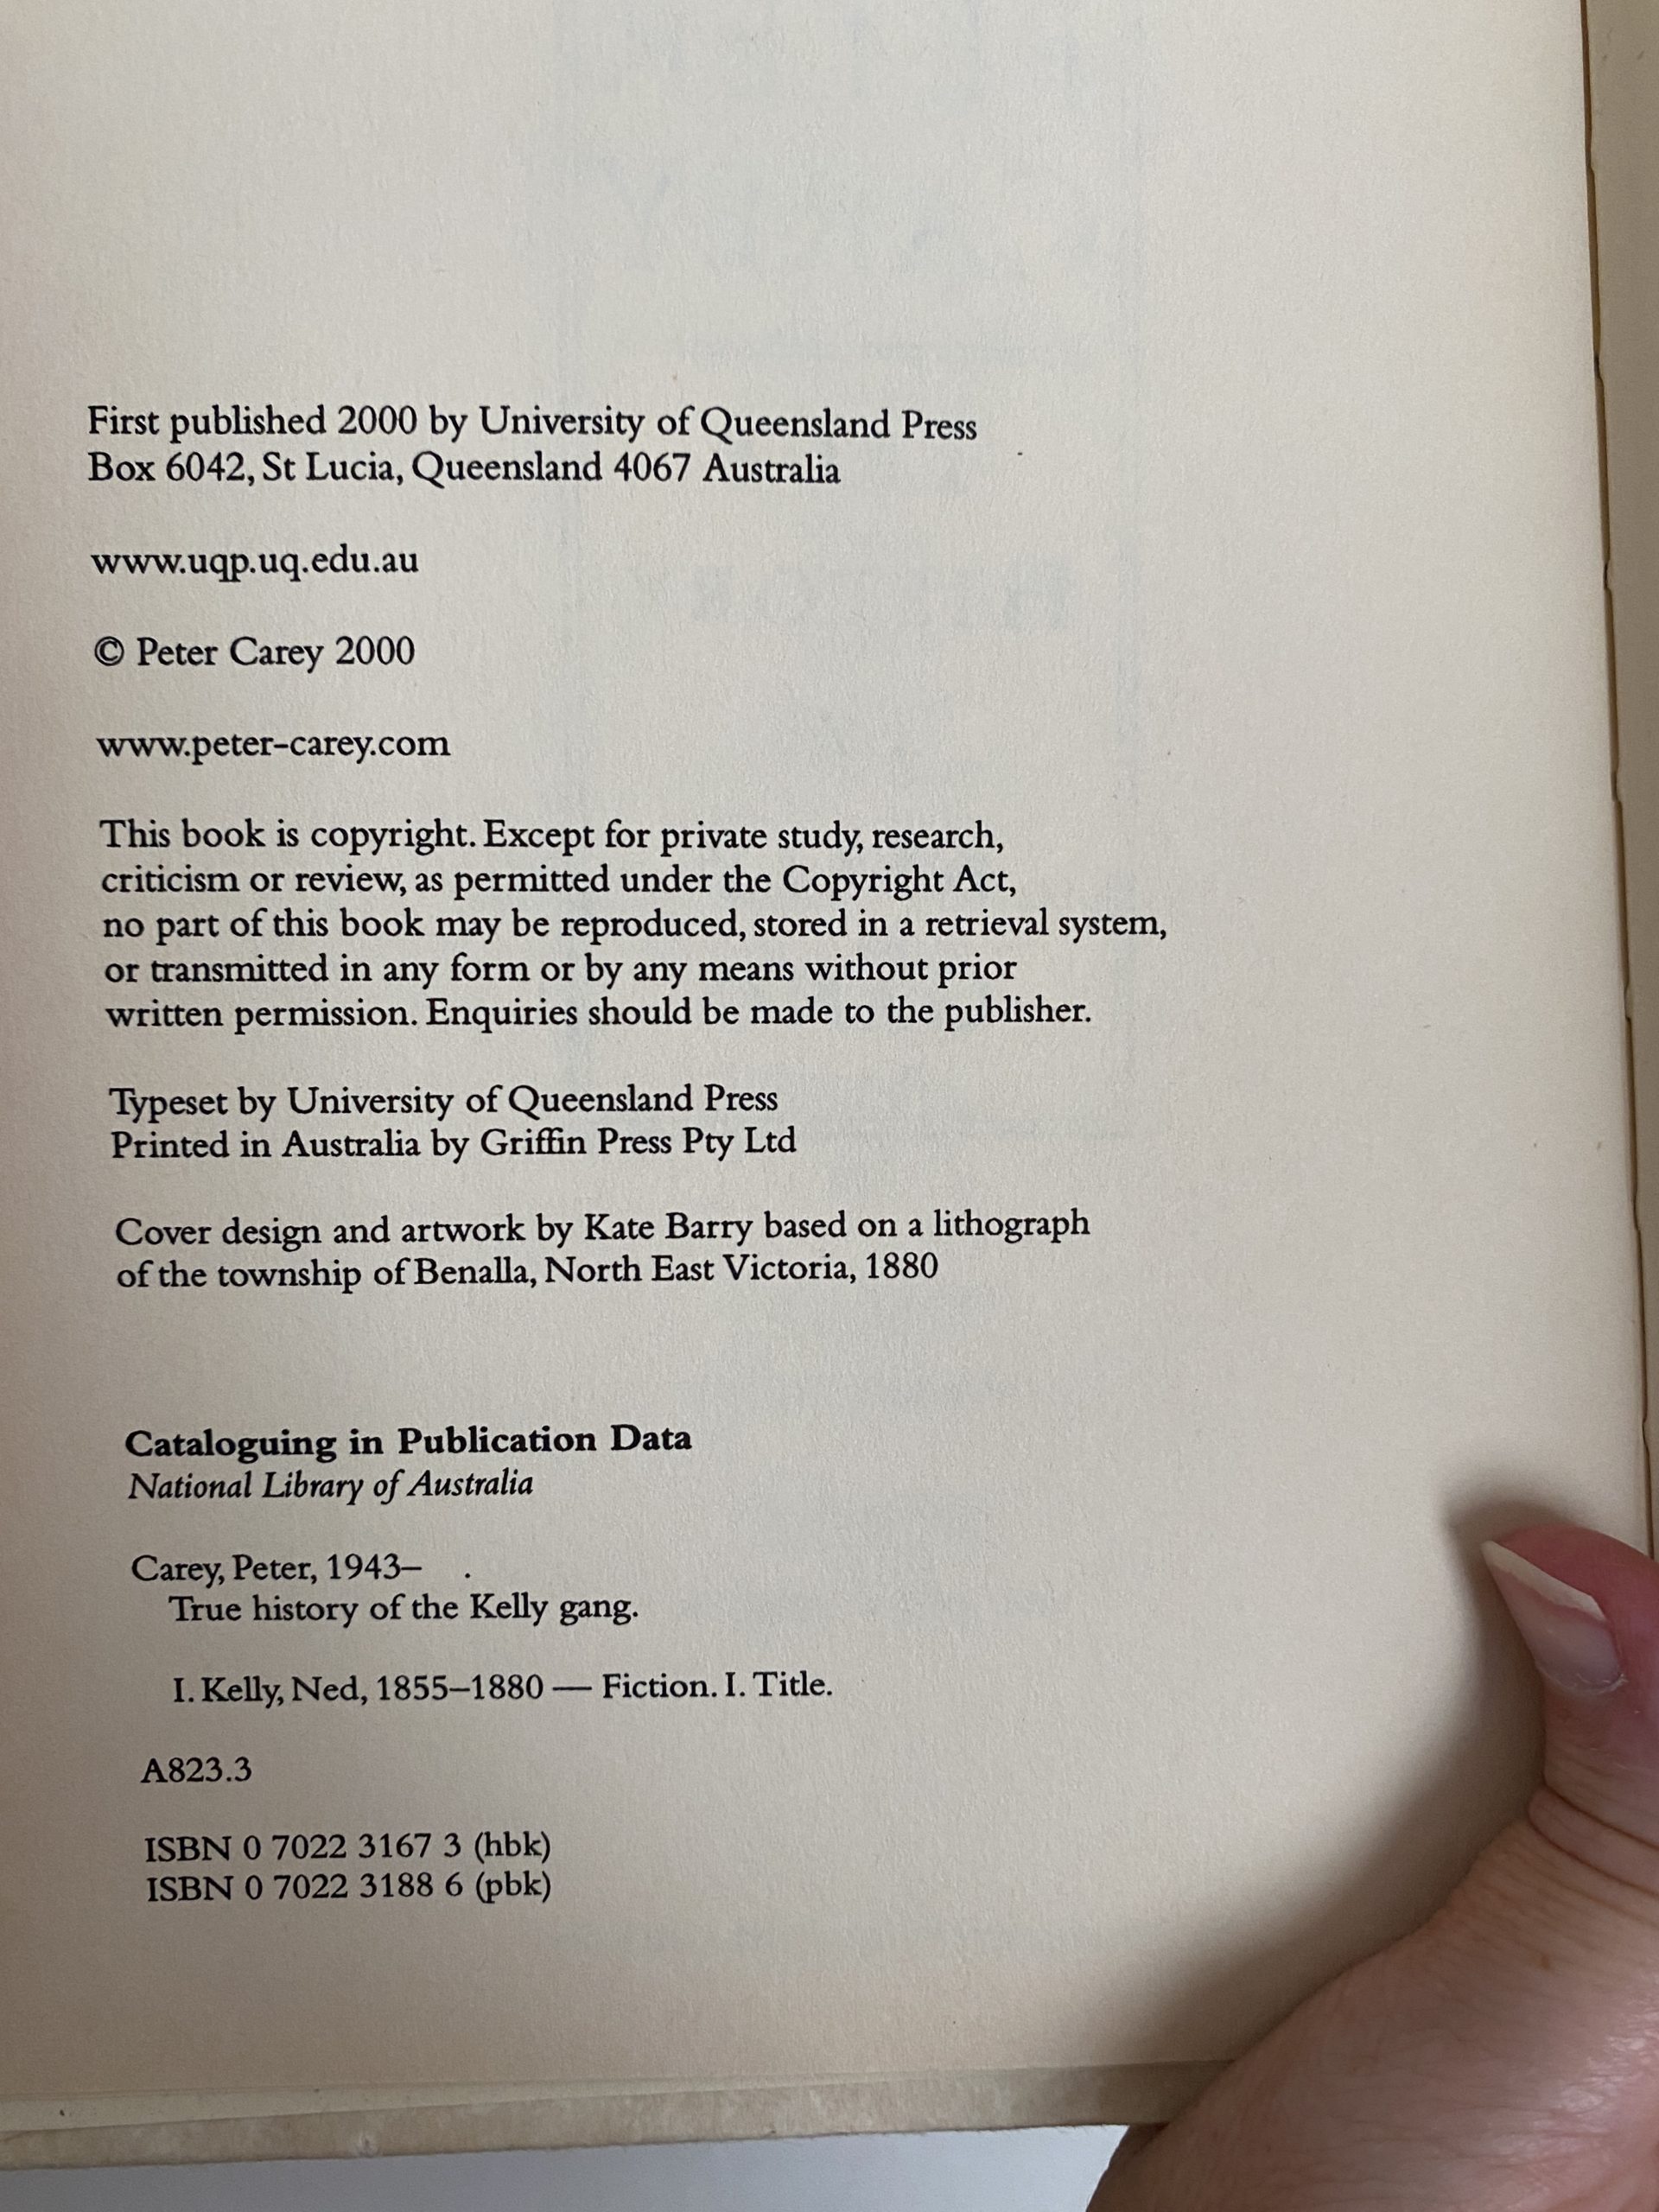 First published 2000 by University of Queensland Press
Box 6042, St Lucia, Queensland 4067 Australia
www.uqp.uq.edu.au
© Peter Carey 2000
www.peter-carey.com
This book is copyright. Except for private study, research,
criticism or review, as permitted under the Copyright Act,
no part of this book may be reproduced, stored in a retrieval system,
or transmitted in any form or by any means without prior
written permission. Enquiries should be made to the publisher.
Typeset by University of Queensland Press
Printed in Australia by Griffin Press Pty Ltd
Cover design and artwork by Kate Barry based on a lithograph
of the township of Benalla, North East Victoria, 1880
Cataloguing in Publication Data
National Library of Australia
Carey, Peter, 1943– .
True history of the Kelly gang.
I. Kelly, Ned, 1855–1880 — Fiction. I. Title.
A823.3
ISBN 0 7022 3167 3 (hbk)
ISBN 0 7022 3188 6 (pbk)